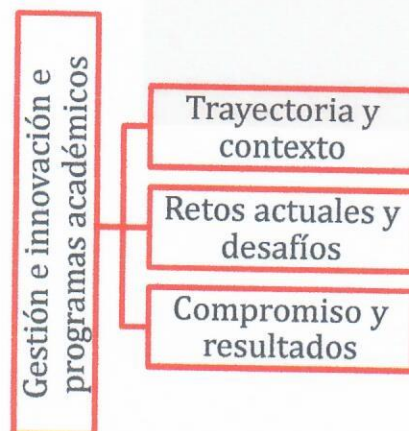 Gestión e innovación e
programas académicos
Trayectoria y
contexto
Retos actuales y
desafíos
Compromiso y
resultados